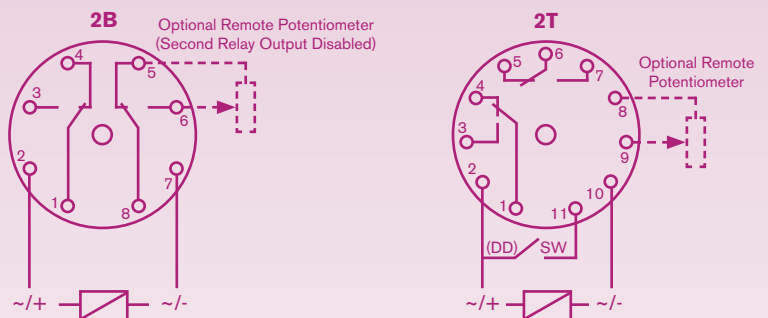 2B
Optional Remote Potentiometer
(Second Relay Output Disabled)
4
5
3
6
2
7
1
8
~/+
~/-
2T
Optional Remote
Potentiometer
5
6
7
4
8
3
9
2
10
1
11
(DD)
SW
~/+
~/-